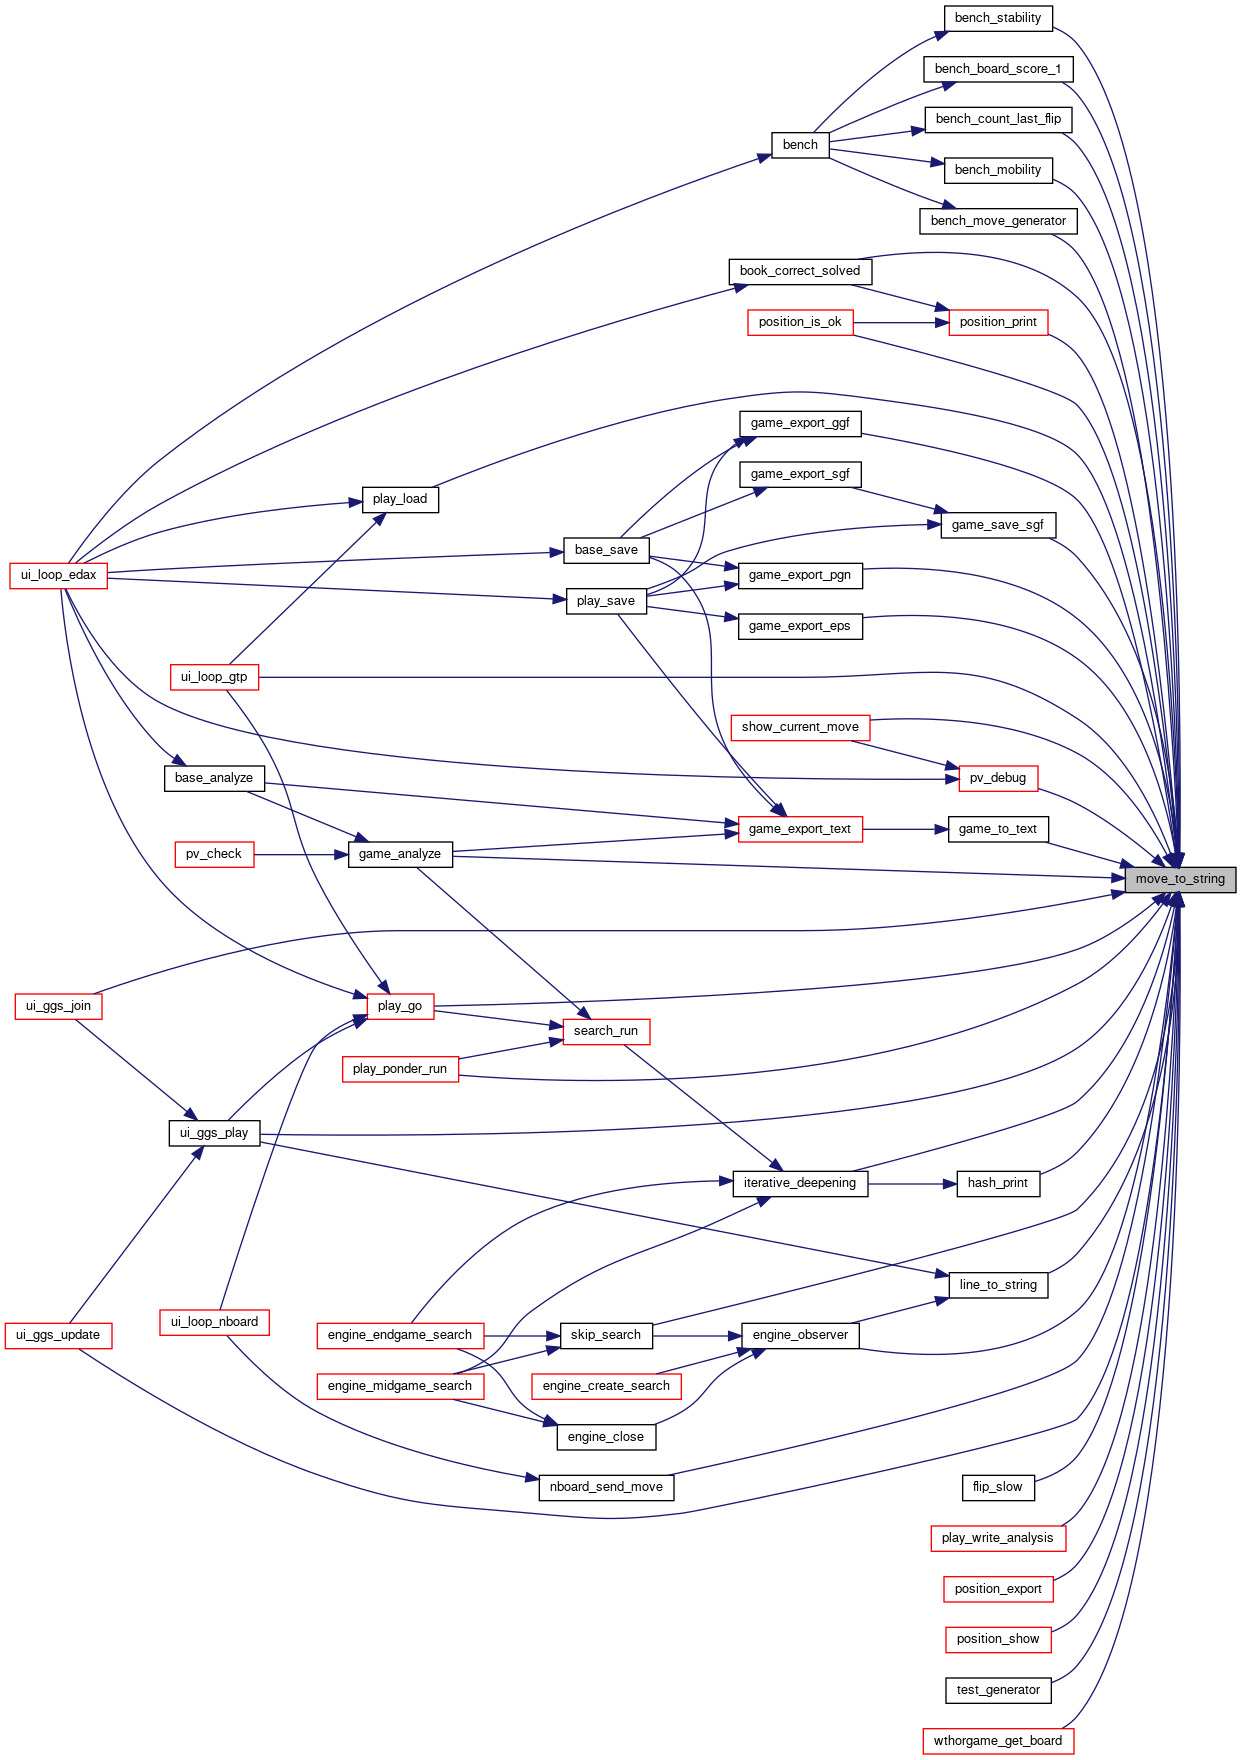 bench_stability
bench_board_score_1
bench_count_last_flip
bench
bench_mobility
bench_move_generator
book_correct_solved
position_is_ok
position_print
game_export_ggf
game_export_sgf
play_load
game_save_sgf
base_save
ui_loop_edax
game_export_pgn
play_save
game_export_eps
ui_loop_gtp
show_current_move
base_analyze
pv_debug
game_export_text
game_to_text
pv_check
game_analyze
move_to_string
ui_ggs_join
play_go
search_run
play_ponder_run
ui_ggs_play
iterative_deepening
hash_print
line_to_string
ui_loop_nboard
ui_ggs_update
engine_endgame_search
skip_search
engine_observer
engine_midgame_search
engine_create_search
engine_close
nboard_send_move
flip_slow
play_write_analysis
position_export
position_show
test_generator
wthorgame_get_board